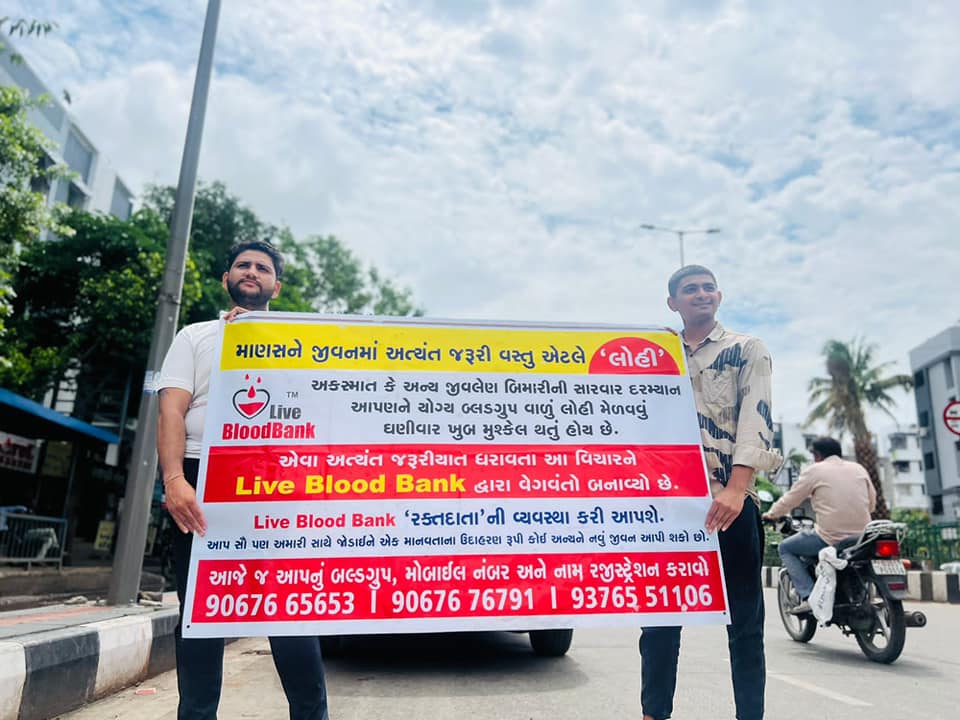 માણસને જીવનમાં અત્યંત જરૂરી વસ્તુ એટલે 'લોહી'
TM
Live
BloodBank
અકસ્માત કે અન્ય જીવલેણ બિમારીની સારવાર દરમ્યાન
આપણને યોગ્ય બ્લડગ્રુપ વાળું લોહી મેળવવું
ઘણીવાર ખુબ મુશ્કેલ થતું હોય છે.
એવા અત્યંત જરૂરીયાત ધરાવતા આ વિચારને
Live Blood Bank દ્વારા વેગવંતો બનાવ્યો છે.
Live Blood Bank 'રક્તદાતા'ની વ્યવસ્થા કરી આપશે.
આપ સૌ પણ અમારી સાથે જોડાઈને એક માનવતાના ઉદાહરણ રૂપી કોઈ અન્યને નવું જીવન આપી શકો છો.
આજે જ આપનું બલ્ડગ્રુપ, મોબાઈલ નંબર અને નામ રજીસ્ટ્રેશન કરાવો
90676 65653 | 90676 76791 | 93765 51106